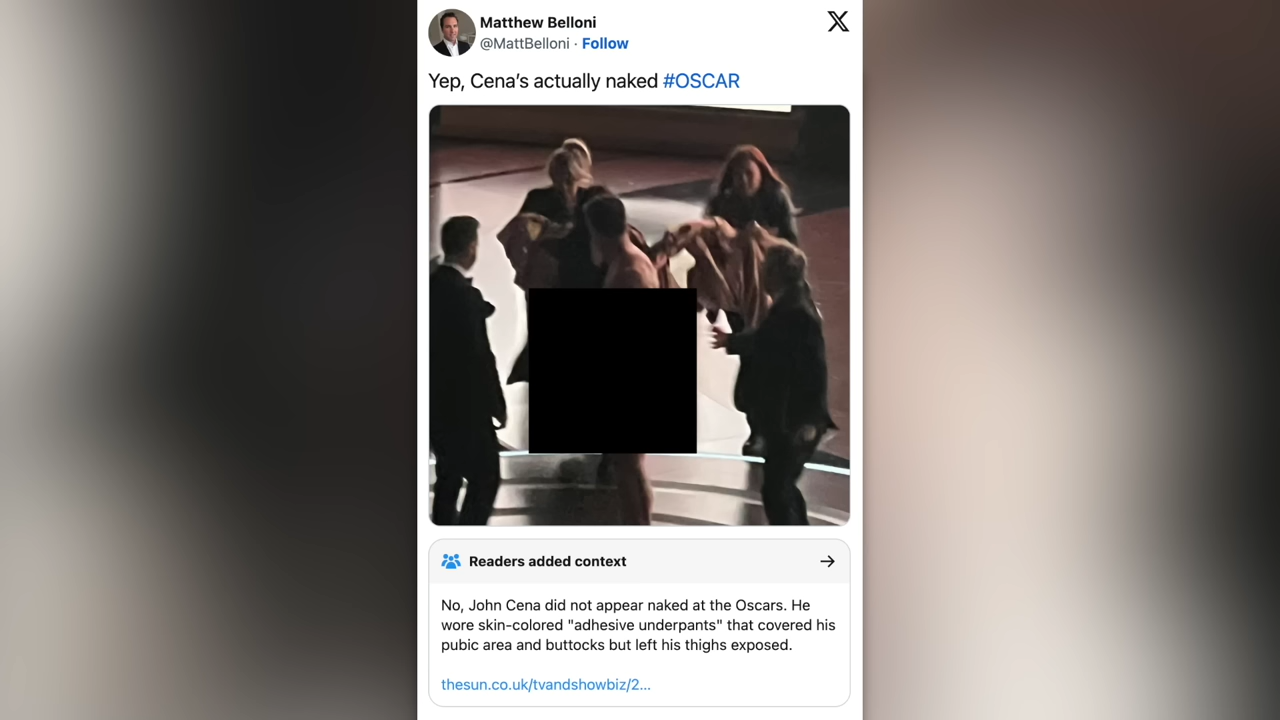 Matthew Belloni
@MattBelloni · Follow
Yep, Cena’s actually naked #OSCAR
Readers added context
No, John Cena did not appear naked at the Oscars. He
wore skin-colored "adhesive underpants" that covered his
pubic area and buttocks but left his thighs exposed.
thesun.co.uk/tvandshowbiz/2...